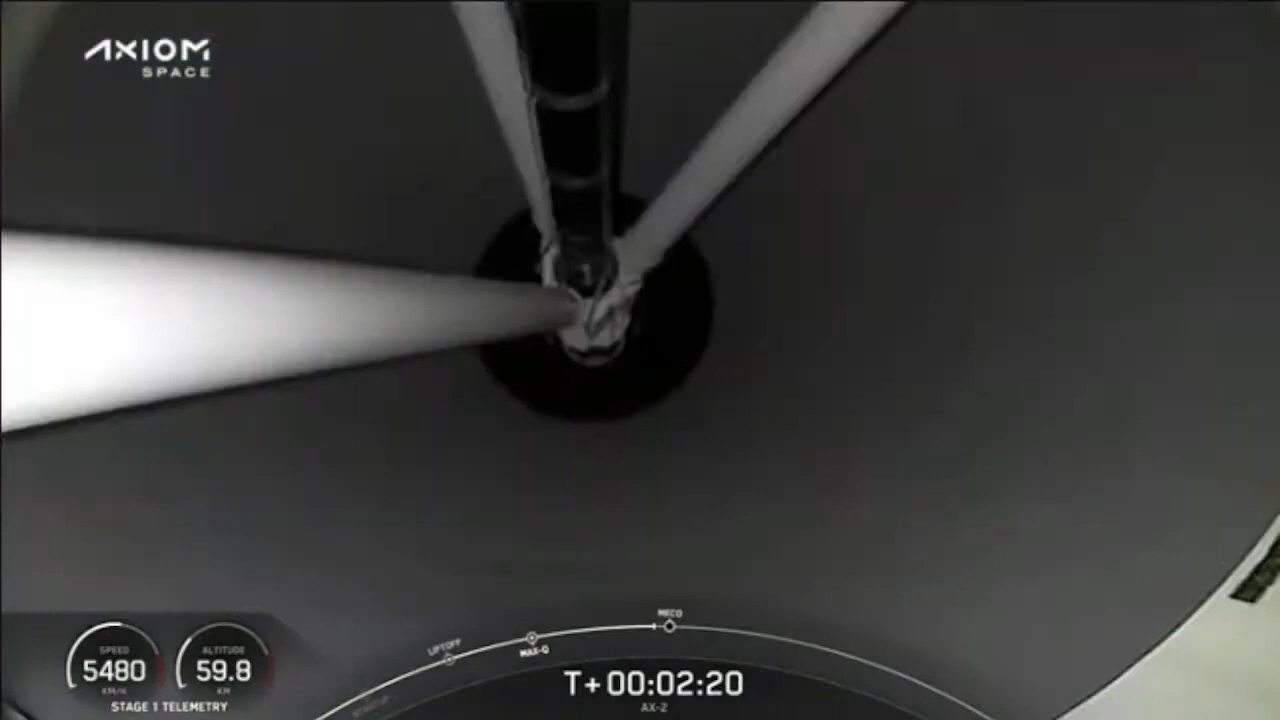 AXIOM
SPACE
LIFTOFF
MECO
MAX-Q
STARTUP
SPEED
5480
KM/H
ALTITUDE
59.8
KM
STAGE 1 TELEMETRY
T+00:02:20
AX-2